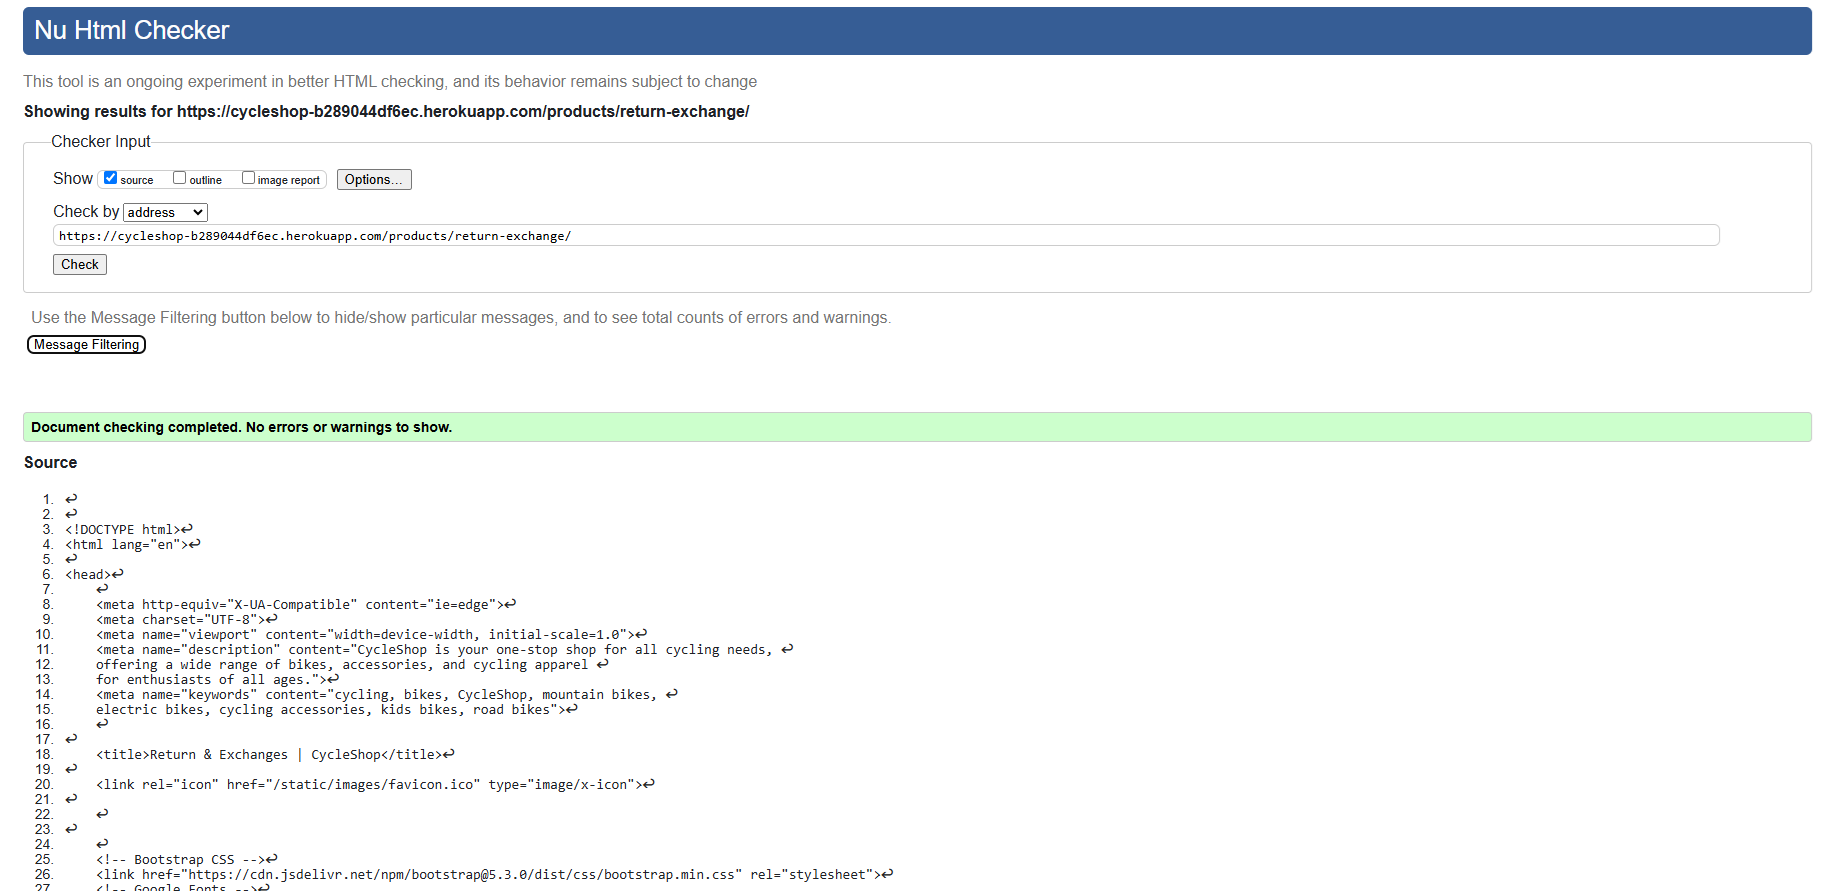 Nu Html Checker
This tool is an ongoing experiment in better HTML checking, and its behavior remains subject to change
Showing results for https://cycleshop-b289044df6ec.herokuapp.com/products/return-exchange/
Checker Input
Show source outline image report Options...
Check by address
https://cycleshop-b289044df6ec.herokuapp.com/products/return-exchange/
Check
Use the Message Filtering button below to hide/show particular messages, and to see total counts of errors and warnings.
Message Filtering
Document checking completed. No errors or warnings to show.
Source
1. ↩
2. ↩
3. <!DOCTYPE html>↩
4. <html lang="en">↩
5. ↩
6. <head>↩
7. ↩
8. <meta http-equiv="X-UA-Compatible" content="ie=edge">↩
9. <meta charset="UTF-8">↩
10. <meta name="viewport" content="width=device-width, initial-scale=1.0">↩
11. <meta name="description" content="CycleShop is your one-stop shop for all cycling needs, ↩
12. offering a wide range of bikes, accessories, and cycling apparel ↩
13. for enthusiasts of all ages.">↩
14. <meta name="keywords" content="cycling, bikes, CycleShop, mountain bikes, ↩
15. electric bikes, cycling accessories, kids bikes, road bikes">↩
16. ↩
17. ↩
18. <title>Return & Exchanges | CycleShop</title>↩
19. ↩
20. <link rel="icon" href="/static/images/favicon.ico" type="image/x-icon">↩
21. ↩
22. ↩
23. ↩
24. ↩
25. <!-- Bootstrap CSS -->↩
26. <link href="https://cdn.jsdelivr.net/npm/bootstrap@5.3.0/dist/css/bootstrap.min.css" rel="stylesheet">↩
27. <!-- Google Fonts -->↩